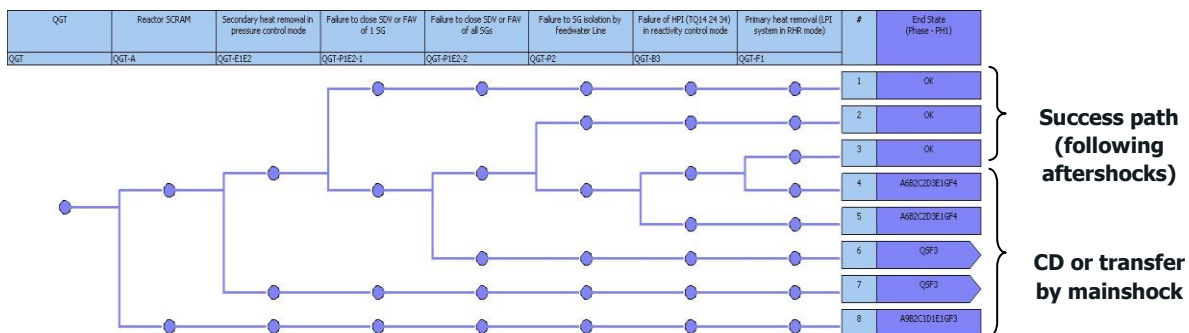 QGT
Reactor SCRAM
Secondary heat removal in
pressure control mode
Failure to close SDV or FAV
of 1 SG
Failure to close SDV or FAV
of all SGs
Failure to SG isolation by
feedwater Line
Failure of HPI (TQ14 24 34)
in reactivity control mode
Primary heat removal (LPI
system in RHR mode)
#
End State
(Phase - PH1)
QGT
QGT-A
QGT-E1E2
QGT-P1E2-1
QGT-P1E2-2
QGT-P2
QGT-B3
QGT-F1
1
OK
2
OK
3
OK
4
A6B2C2D3E1GF4
5
A6B2C2D3E1GF4
6
Q5F3
7
Q5F3
8
A9B2C1D1E1GF3
Success path
(following
aftershocks)
CD or transfer
by mainshock